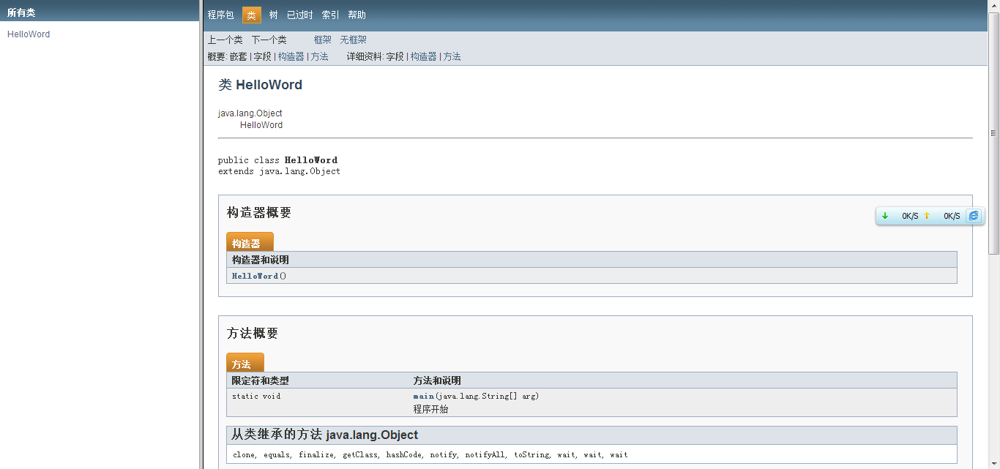 所有类
HelloWord
程序包 类 树 已过时 索引 帮助
上一个类 下一个类 框架 无框架
概要: 嵌套 | 字段 | 构造器 | 方法 详细资料: 字段 | 构造器 | 方法
类 HelloWord
java.lang.Object
HelloWord
public class HelloWord
extends java.lang.Object
构造器概要
0K/S 0K/S
构造器
构造器和说明
HelloWord()
方法概要
方法
限定符和类型 方法和说明
static void main(java.lang.String[] arg)
程序开始
从类继承的方法 java.lang.Object
clone, equals, finalize, getClass, hashCode, notify, notifyAll, toString, wait, wait, wait